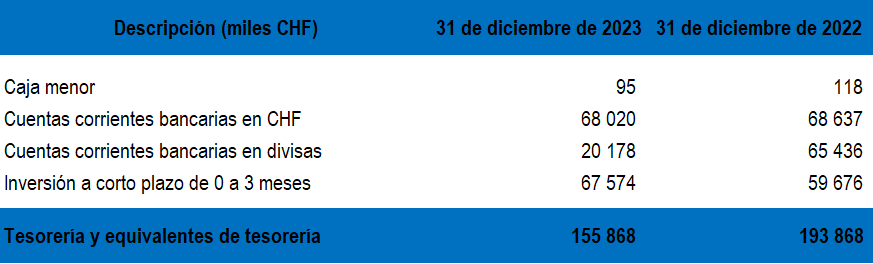 Descripción (miles CHF) 31 de diciembre de 2023 31 de diciembre de 2022
Caja menor 95 118
Cuentas corrientes bancarias en CHF 68 020 68 637
Cuentas corrientes bancarias en divisas 20 178 65 436
Inversión a corto plazo de 0 a 3 meses 67 574 59 676
Tesorería y equivalentes de tesorería 155 868 193 868